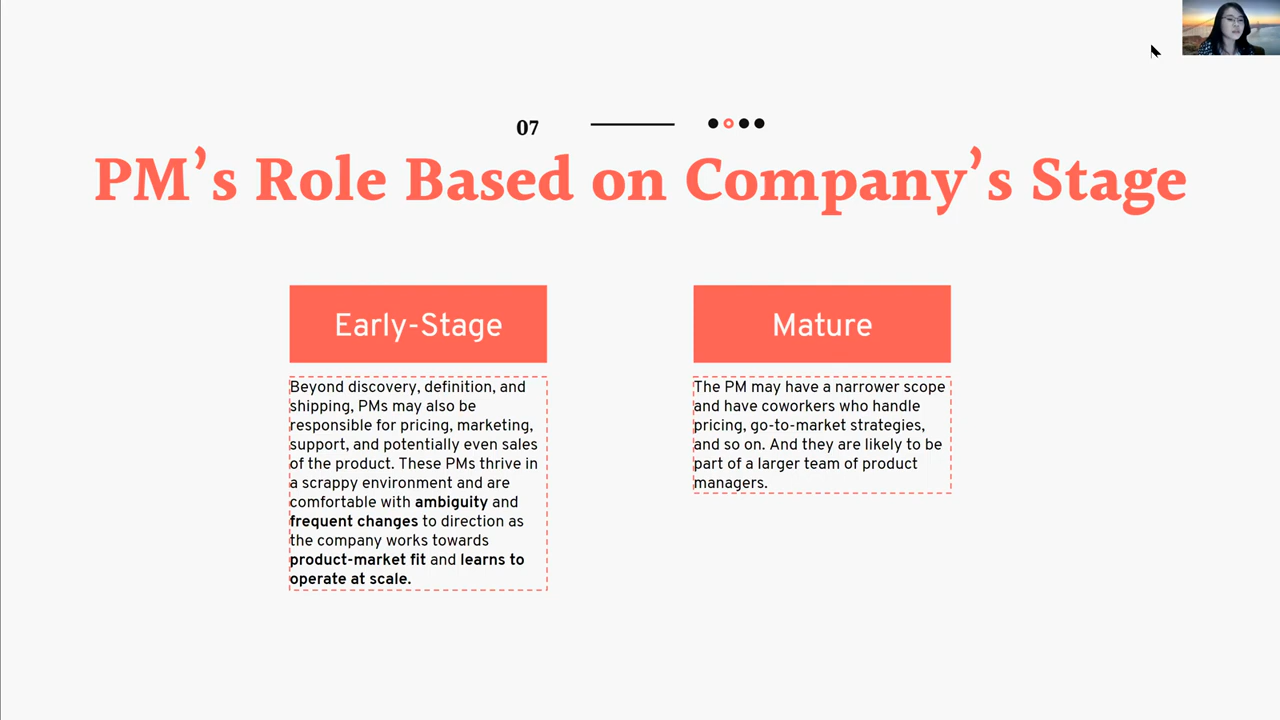 07
PM’s Role Based on Company’s Stage
Early-Stage
Beyond discovery, definition, and
shipping, PMs may also be
responsible for pricing, marketing,
support, and potentially even sales
of the product. These PMs thrive in
a scrappy environment and are
comfortable with ambiguity and
frequent changes to direction as
the company works towards
product-market fit and learns to
operate at scale.
Mature
The PM may have a narrower scope
and have coworkers who handle
pricing, go-to-market strategies,
and so on. And they are likely to be
part of a larger team of product
managers.